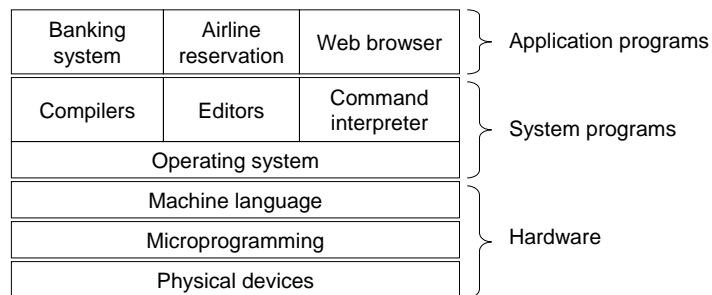 Banking
system
Airline
reservation
Web browser
Application programs
Compilers
Editors
Command
interpreter
System programs
Operating system
Machine language
Microprogramming
Hardware
Physical devices